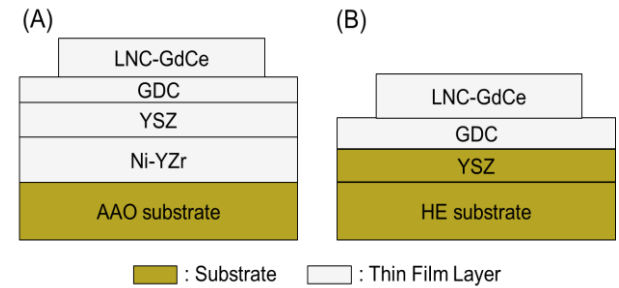 (A)
LNC-GdCe
GDC
YSZ
Ni-YZr
AAO substrate
(B)
LNC-GdCe
GDC
YSZ
HE substrate
: Substrate
: Thin Film Layer